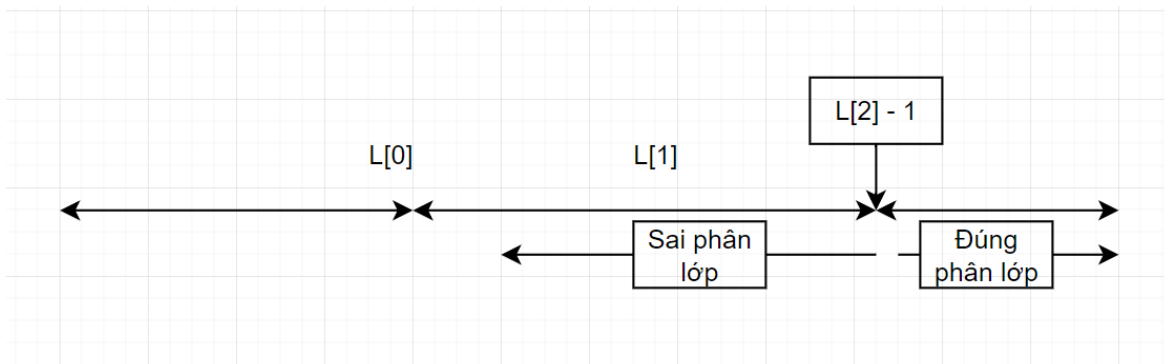 L[2] - 1
L[0]
L[1]
Sai phân
lớp
Đúng
phân lớp